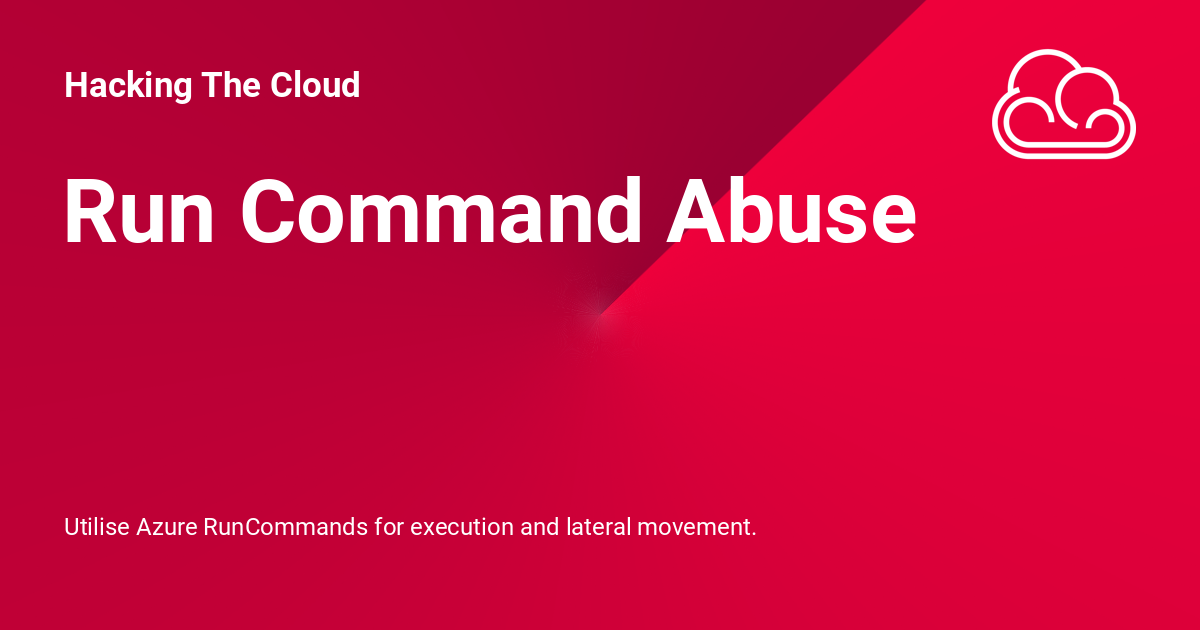 Hacking The Cloud
Run Command Abuse
Utilise Azure RunCommands for execution and lateral movement.